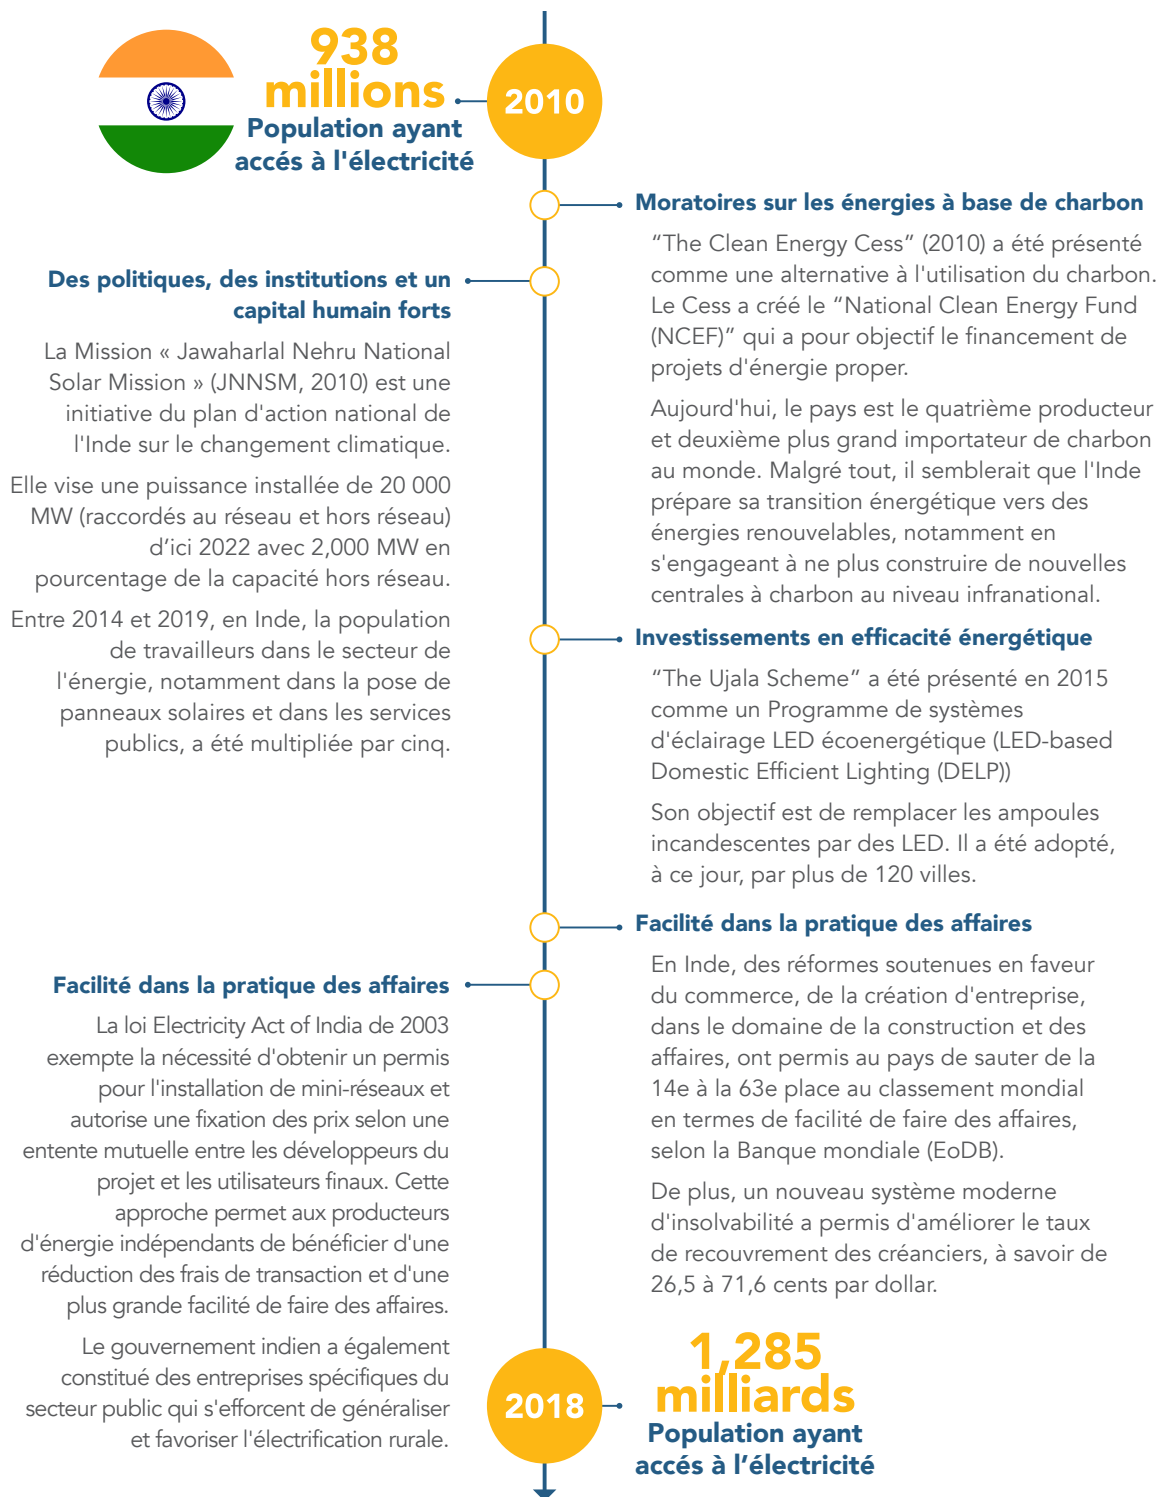 938
millions
Population ayant
accés à l'électricité
2010
Moratoires sur les énergies à base de charbon
“The Clean Energy Cess” (2010) a été présenté
comme une alternative à l'utilisation du charbon.
Le Cess a créé le “National Clean Energy Fund
(NCEF)” qui a pour objectif le financement de
projets d'énergie proper.
Aujourd'hui, le pays est le quatrième producteur
et deuxième plus grand importateur de charbon
au monde. Malgré tout, il semblerait que l'Inde
prépare sa transition énergétique vers des
énergies renouvelables, notamment en
s'engageant à ne plus construire de nouvelles
centrales à charbon au niveau infranational.
Des politiques, des institutions et un
capital humain forts
La Mission « Jawaharlal Nehru National
Solar Mission » (JNNSM, 2010) est une
initiative du plan d'action national de
l'Inde sur le changement climatique.
Elle vise une puissance installée de 20 000
MW (raccordés au réseau et hors réseau)
d’ici 2022 avec 2,000 MW en
pourcentage de la capacité hors réseau.
Entre 2014 et 2019, en Inde, la population
de travailleurs dans le secteur de
l'énergie, notamment dans la pose de
panneaux solaires et dans les services
publics, a été multipliée par cinq.
Investissements en efficacité énergétique
“The Ujala Scheme” a été présenté en 2015
comme un Programme de systèmes
d'éclairage LED écoenergétique (LED-based
Domestic Efficient Lighting (DELP))
Son objectif est de remplacer les ampoules
incandescentes par des LED. Il a été adopté,
à ce jour, par plus de 120 villes.
Facilité dans la pratique des affaires
En Inde, des réformes soutenues en faveur
du commerce, de la création d'entreprise,
dans le domaine de la construction et des
affaires, ont permis au pays de sauter de la
14e à la 63e place au classement mondial
en termes de facilité de faire des affaires,
selon la Banque mondiale (EoDB).
De plus, un nouveau système moderne
d'insolvabilité a permis d'améliorer le taux
de recouvrement des créanciers, à savoir de
26,5 à 71,6 cents par dollar.
Facilité dans la pratique des affaires
La loi Electricity Act of India de 2003
exempte la nécessité d'obtenir un permis
pour l'installation de mini-réseaux et
autorise une fixation des prix selon une
entente mutuelle entre les développeurs du
projet et les utilisateurs finaux. Cette
approche permet aux producteurs
d'énergie indépendants de bénéficier d'une
réduction des frais de transaction et d'une
plus grande facilité de faire des affaires.
Le gouvernement indien a également
constitué des entreprises spécifiques du
secteur public qui s'efforcent de généraliser
et favoriser l'électrification rurale.
2018
1,285
milliards
Population ayant
accés à l’électricité